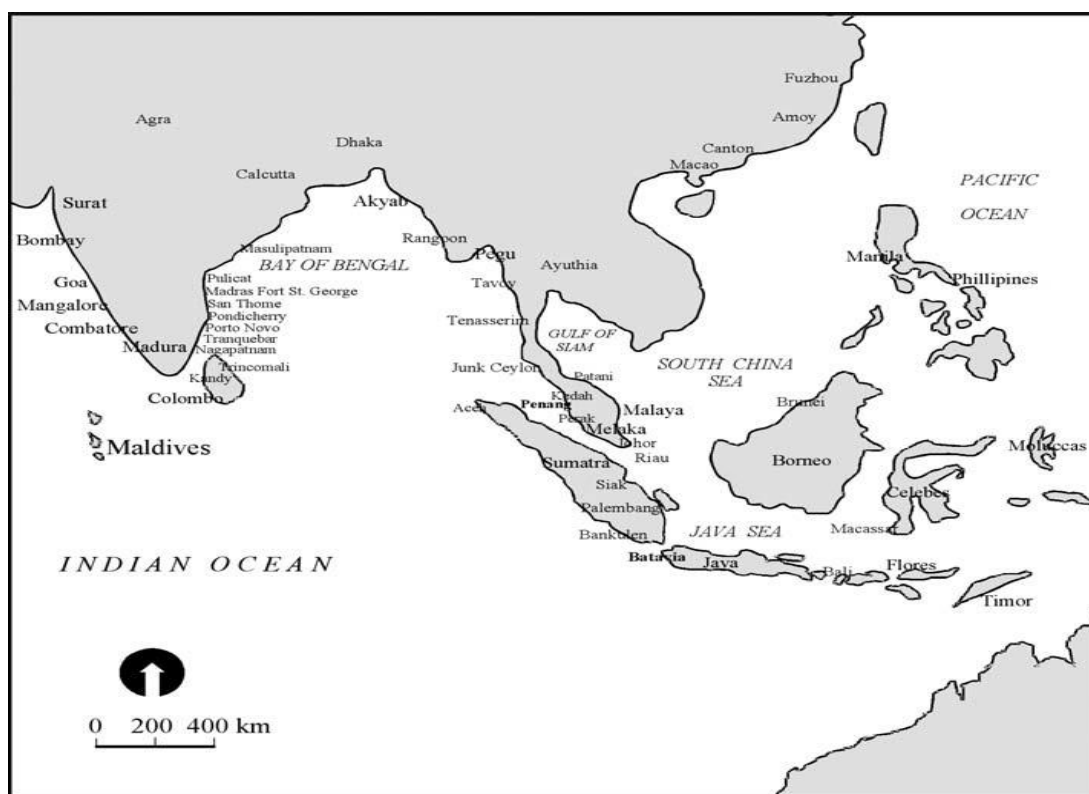 Fuzhou
Agra
Amoy
Dhaka
Canton
Macao
Calcutta
PACIFIC
OCEAN
Surat
Akyab
Bombay
Rangoon
Masulipatnam
Pegu
Manila
BAY OF BENGAL
Ayuthia
Goa
Pulicat
Tavoy
Phillipines
Madras Fort St. George
Mangalore
San Thome
Pondicherry
Tenasserim
Combatore
Porto Novo
GULF OF
SIAM
Tranquebar
Madura
Nagapatnam
Trincomali
Junk Ceylon
SOUTH CHINA
SEA
Kandy
Patani
Colombo
Kedah
Penang
Aceh
Malaya
Brunei
Perak
Melaka
Maldives
Johor
Riau
Moluccas
Sumatra
Borneo
Siak
Celebes
Palembang
Macassar
Bankulen
JAVA SEA
INDIAN OCEAN
Batavia
Java
Bali
Flores
Timor
0 200 400 km